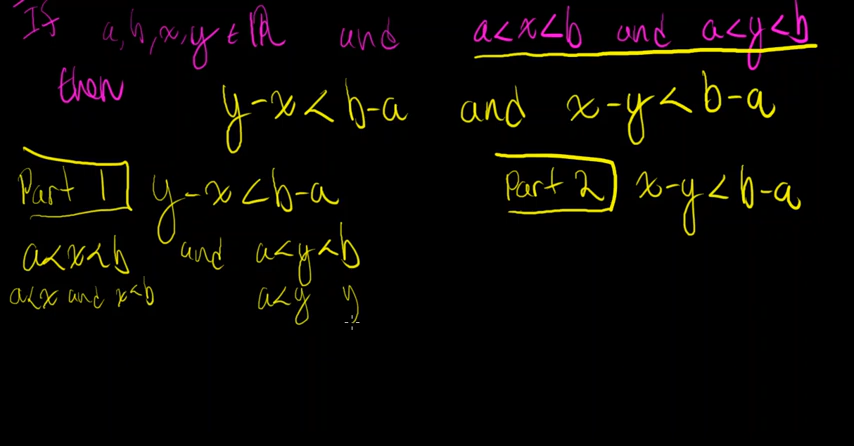 If a,b,x,y ∈ ℝ and a<x<b and a<y<b
then y-x<b-a and x-y<b-a
Part 1 y-x<b-a
a<x<b and a<y<b
a<x and x<b a<y y
Part 2 x-y<b-a